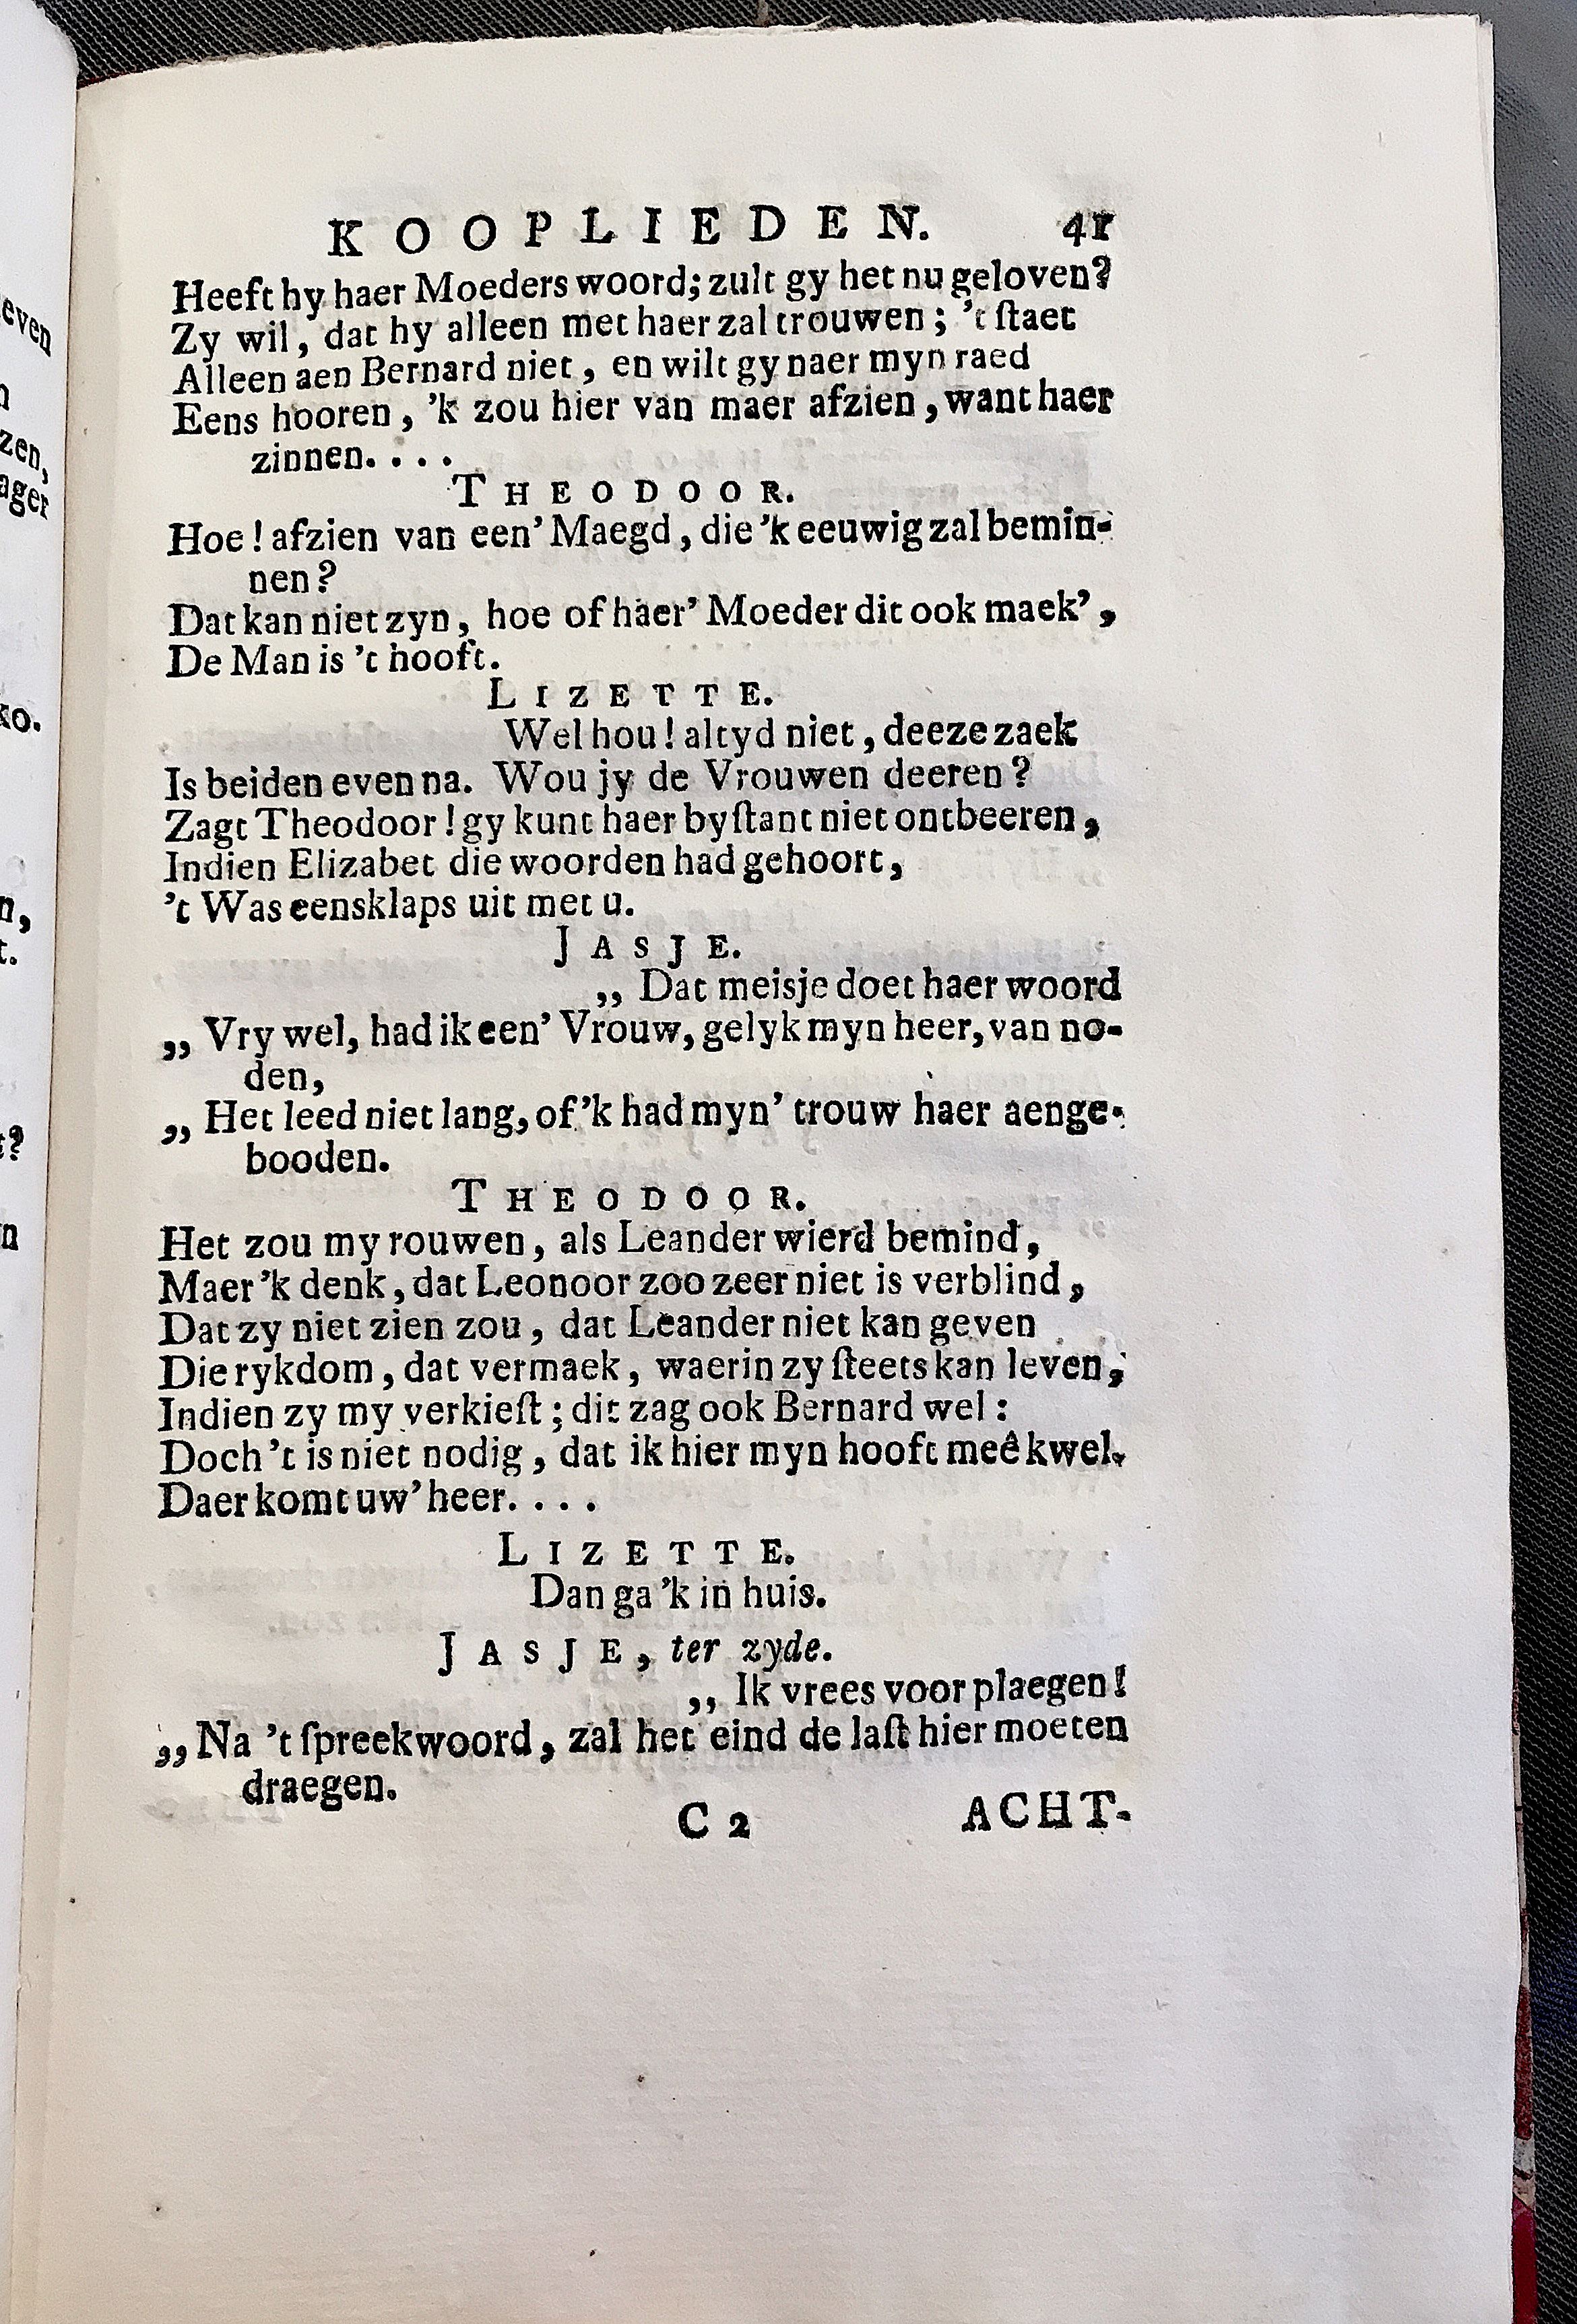 KOOPLIEDEN. 41
Heeft hy haer Moeders woord; zult gy het nu geloven?
Zy wil, dat hy alleen met haer zal trouwen; 't ſtaet
Alleen aen Bernard niet, en wilt gy naer myn raed
Eens hooren, 'k zou hier van maer afzien, want haer
zinnen. . . .
THEODOOR.
Hoe! afzien van een' Maegd, die 'k eeuwig zal bemin-
nen?
Dat kan niet zyn, hoe of haer' Moeder dit ook maek',
De Man is 't hooft.
LIZETTE.
Wel hou! altyd niet, deeze zaek
Is beiden even na. Wou jy de Vrouwen deeren?
Zagt Theodoor! gy kunt haer byſtant niet ontbeeren,
Indien Elizabet die woorden had gehoort,
't Was eensklaps uit met u.
JASJE.
,, Dat meisje doet haer woord
,, Vry wel, had ik een' Vrouw, gelyk myn heer, van no-
den,
,, Het leed niet lang, of 'k had myn' trouw haer aenge-
booden.
THEODOOR.
Het zou my rouwen, als Leander wierd bemind,
Maer 'k denk, dat Leonoor zoo zeer niet is verblind,
Dat zy niet zien zou, dat Leander niet kan geven
Die rykdom, dat vermaek, waerin zy ſteets kan leven,
Indien zy my verkieſt; dit zag ook Bernard wel:
Doch 't is niet nodig, dat ik hier myn hooft meê kwel.
Daer komt uw' heer. . . .
LIZETTE.
Dan ga 'k in huis.
JASJE, ter zyde.
,, Ik vrees voor plaegen!
,, Na 't ſpreekwoord, zal het eind de laſt hier moeten
draegen.
C 2 ACHT-